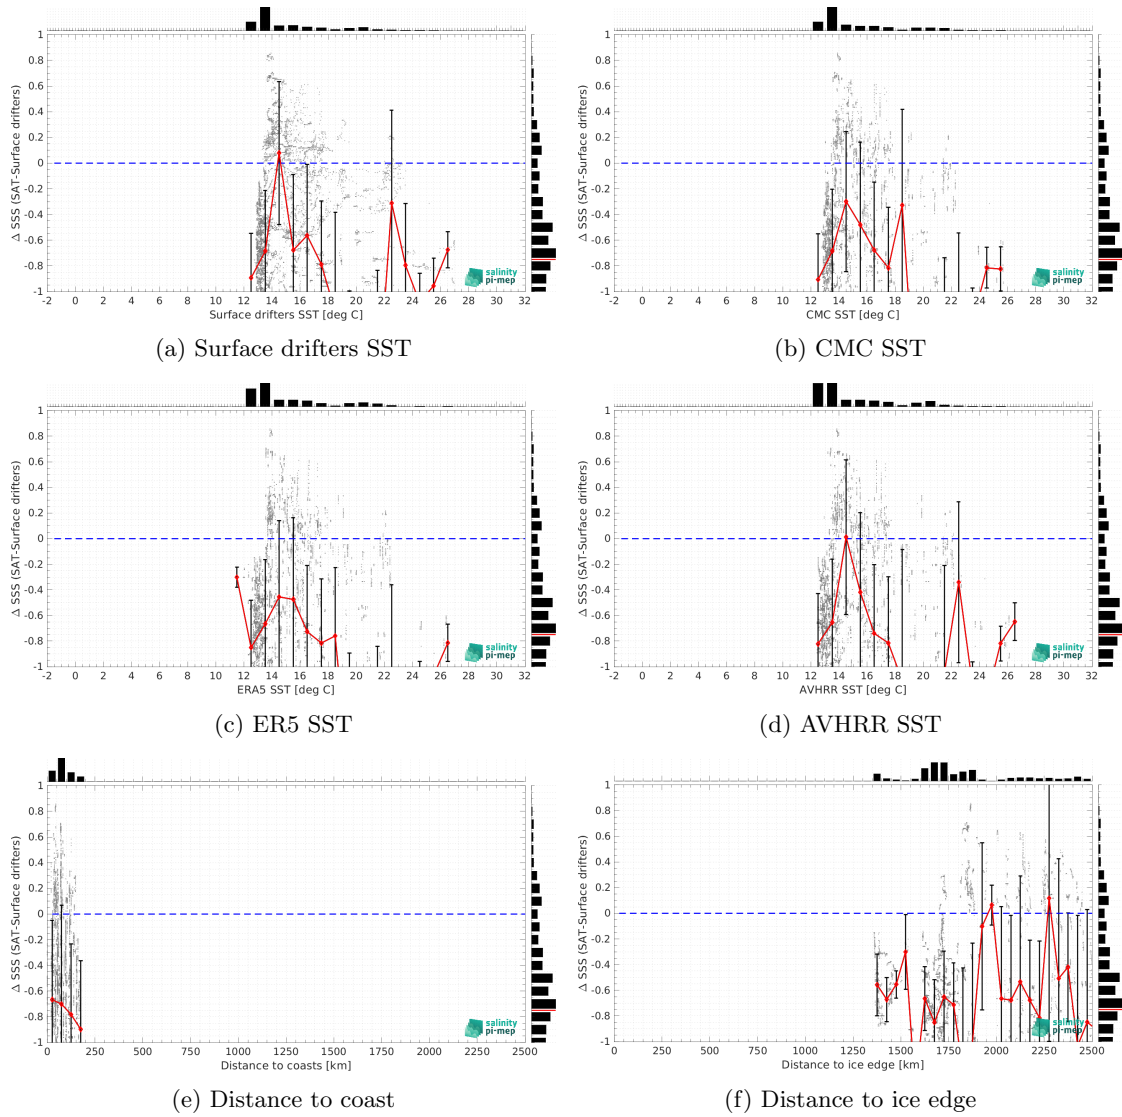 1
0.8
0.6
0.4
0.2
0
-0.2
-0.4
-0.6
-0.8
-1
Δ SSS (SAT-Surface drifters)
-2 0 2 4 6 8 10 12 14 16 18 20 22 24 26 28 30 32
Surface drifters SST [deg C]
salinity
pi-mep
(a) Surface drifters SST
1
0.8
0.6
0.4
0.2
0
-0.2
-0.4
-0.6
-0.8
-1
Δ SSS (SAT-Surface drifters)
-2 0 2 4 6 8 10 12 14 16 18 20 22 24 26 28 30 32
CMC SST [deg C]
salinity
pi-mep
(b) CMC SST
1
0.8
0.6
0.4
0.2
0
-0.2
-0.4
-0.6
-0.8
-1
Δ SSS (SAT-Surface drifters)
-2 0 2 4 6 8 10 12 14 16 18 20 22 24 26 28 30 32
ERA5 SST [deg C]
salinity
pi-mep
(c) ER5 SST
1
0.8
0.6
0.4
0.2
0
-0.2
-0.4
-0.6
-0.8
-1
Δ SSS (SAT-Surface drifters)
-2 0 2 4 6 8 10 12 14 16 18 20 22 24 26 28 30 32
AVHRR SST [deg C]
salinity
pi-mep
(d) AVHRR SST
1
0.8
0.6
0.4
0.2
0
-0.2
-0.4
-0.6
-0.8
-1
Δ SSS (SAT-Surface drifters)
0 250 500 750 1000 1250 1500 1750 2000 2250 2500
Distance to coasts [km]
salinity
pi-mep
(e) Distance to coast
1
0.8
0.6
0.4
0.2
0
-0.2
-0.4
-0.6
-0.8
-1
Δ SSS (SAT-Surface drifters)
0 250 500 750 1000 1250 1500 1750 2000 2250 2500
Distance to ice edge [km]
salinity
pi-mep
(f) Distance to ice edge